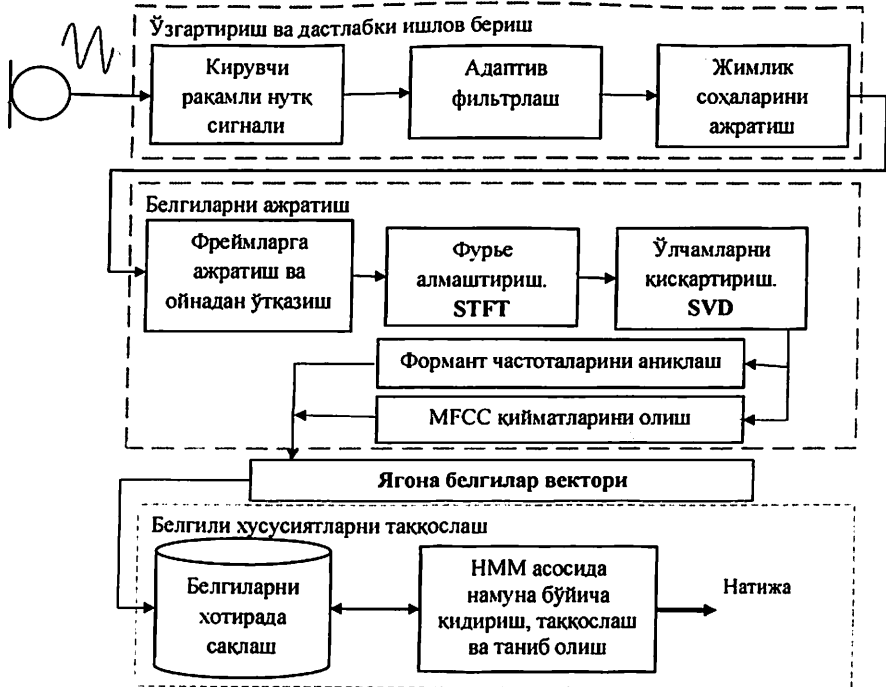 Ўзгартириш ва дастлабки ишлов бериш
Кирувчи
рақамли нутқ
сигнали
Адаптив
фильтрлаш
Жимлик
соҳаларини
ажратиш
Белгиларни ажратиш
Фреймларга
ажратиш ва
ойнадан ўтқазиш
Фурье
алмаштириш.
STFT
Ўлчамларни
қисқартириш.
SVD
Формант частоталарини аниқлаш
MFCC қийматларини олиш
Ягона белгилар вектори
Белгили хусусиятларни таққослаш
Белгиларни
хотирада
сақлаш
HMM асосида
намуна бўйича
қидириш, таққослаш
ва таниб олиш
Натижа